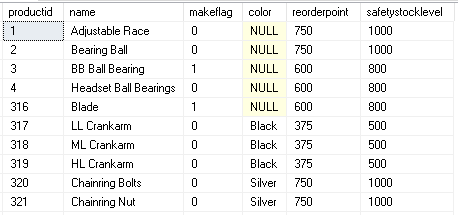 productid name makeflag color reorderpoint safetystocklevel
1 Adjustable Race 0 NULL 750 1000
2 Bearing Ball 0 NULL 750 1000
3 BB Ball Bearing 1 NULL 600 800
4 Headset Ball Bearings 0 NULL 600 800
316 Blade 1 NULL 600 800
317 LL Crankarm 0 Black 375 500
318 ML Crankarm 0 Black 375 500
319 HL Crankarm 0 Black 375 500
320 Chainring Bolts 0 Silver 750 1000
321 Chainring Nut 0 Silver 750 1000